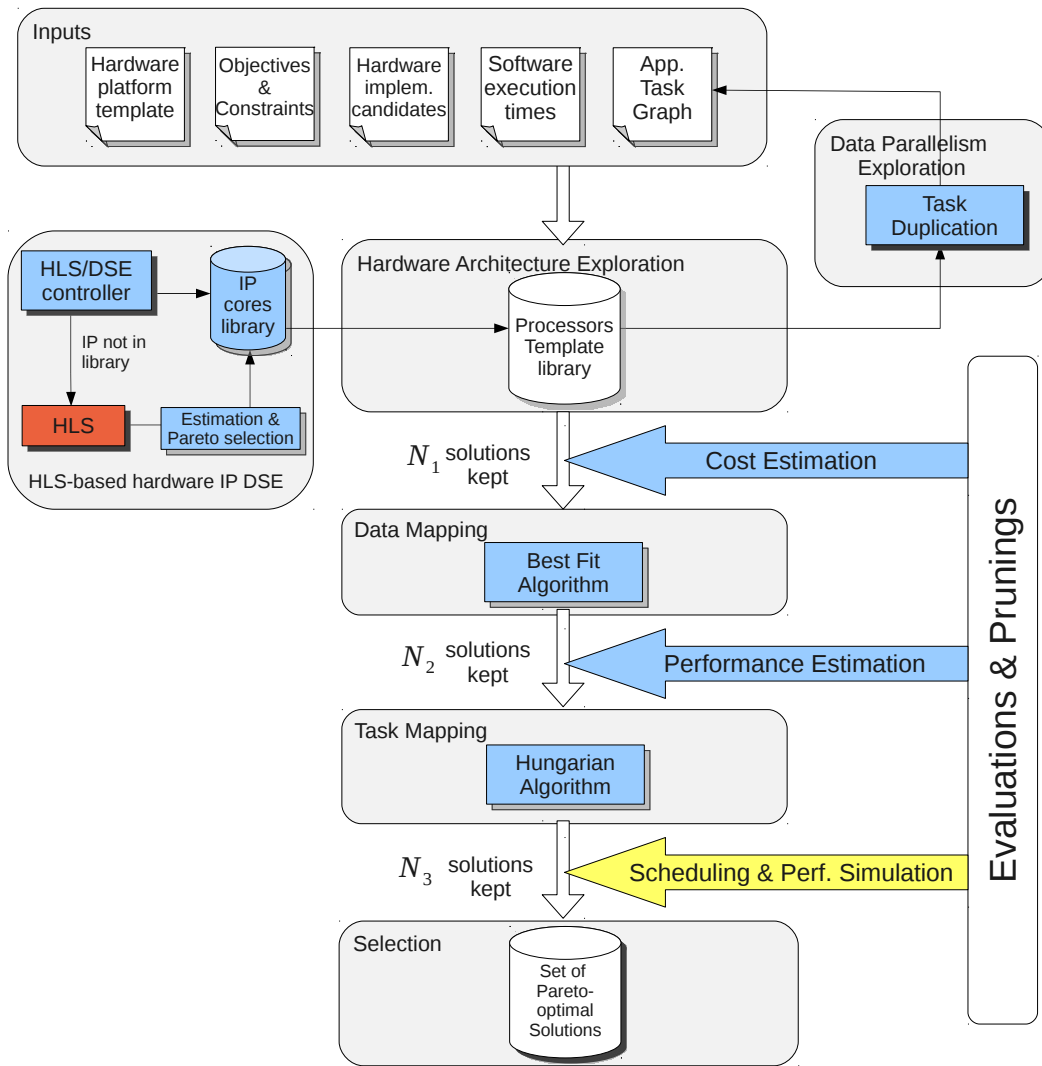 Inputs
Hardware
platform
template
Objectives
&
Constraints
Hardware
implem.
candidates
Software
execution
times
App.
Task
Graph
Data Parallelism
Exploration
Task
Duplication
HLS/DSE
controller
IP
cores
library
IP not in
library
HLS
Estimation &
Pareto selection
HLS-based hardware IP DSE
Hardware Architecture Exploration
Processors
Template
library
N1 solutions
kept
Cost Estimation
Data Mapping
Best Fit
Algorithm
N2 solutions
kept
Performance Estimation
Task Mapping
Hungarian
Algorithm
N3 solutions
kept
Scheduling & Perf. Simulation
Selection
Set of
Pareto-
optimal
Solutions
Evaluations & Prunings